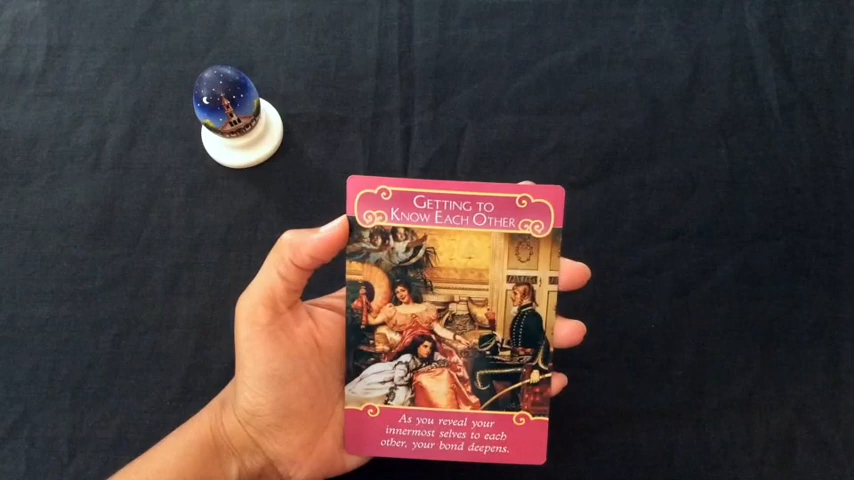 GETTING TO
KNOW EACH OTHER
As you reveal your
innermost selves to each
other, your bond deepens.